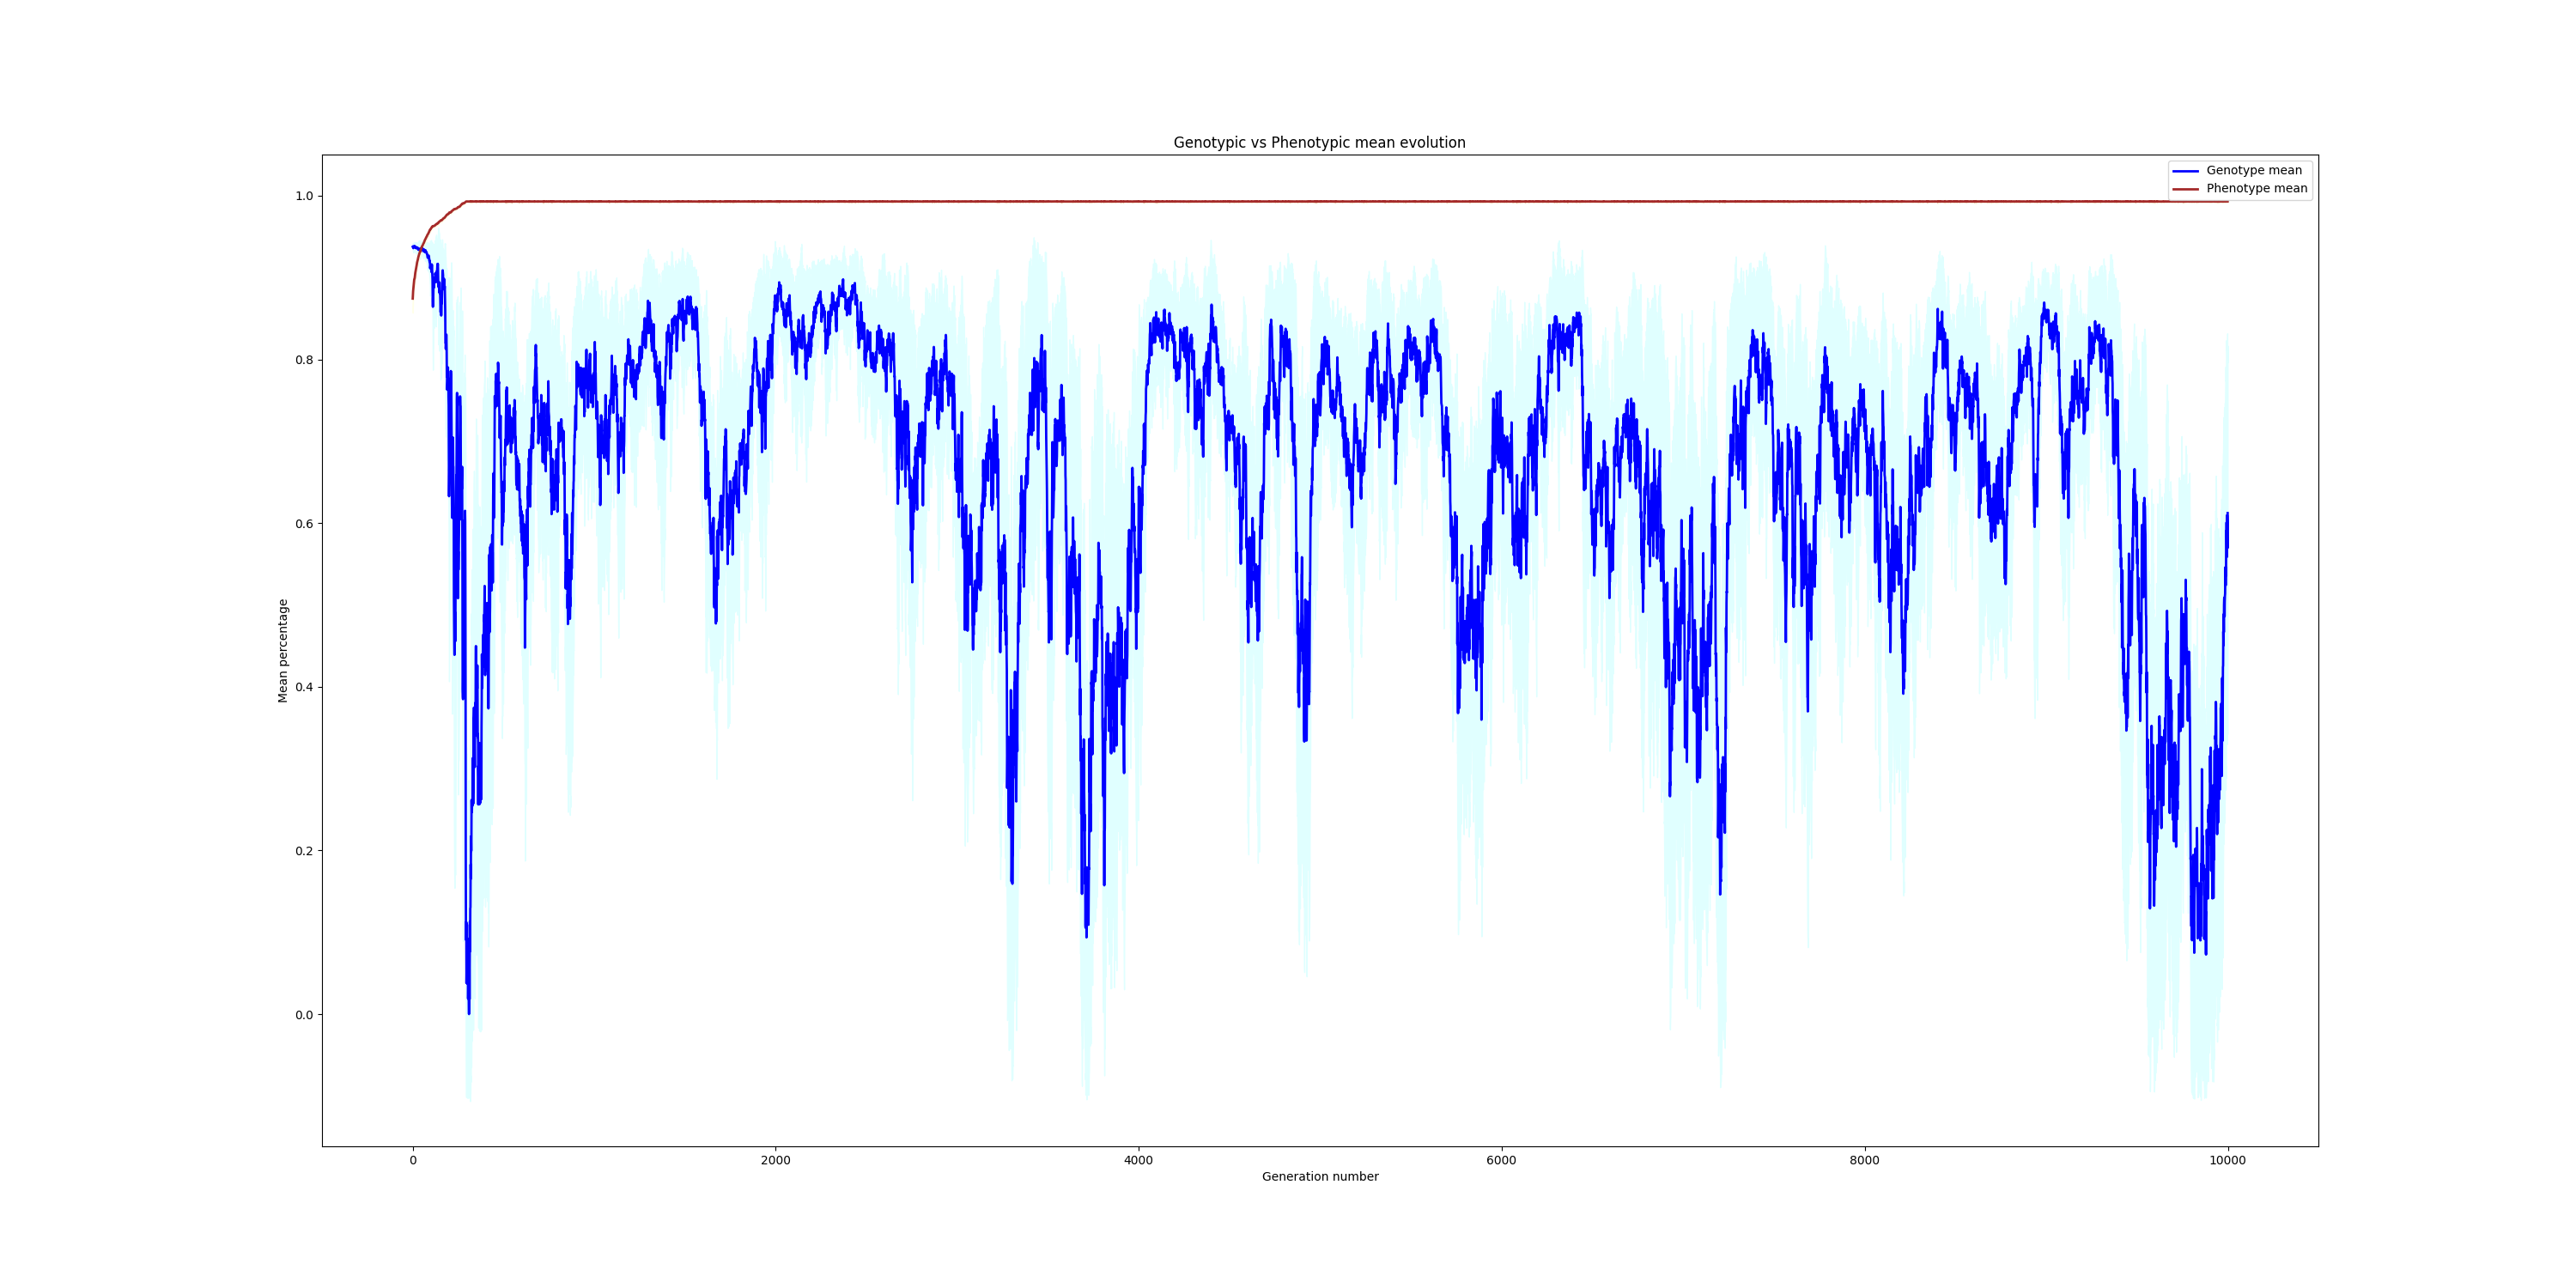 Genotypic vs Phenotypic mean evolution
Genotype mean
Phenotype mean
Mean percentage
1.0
0.8
0.6
0.4
0.2
0.0
0
2000
4000
6000
8000
10000
Generation number